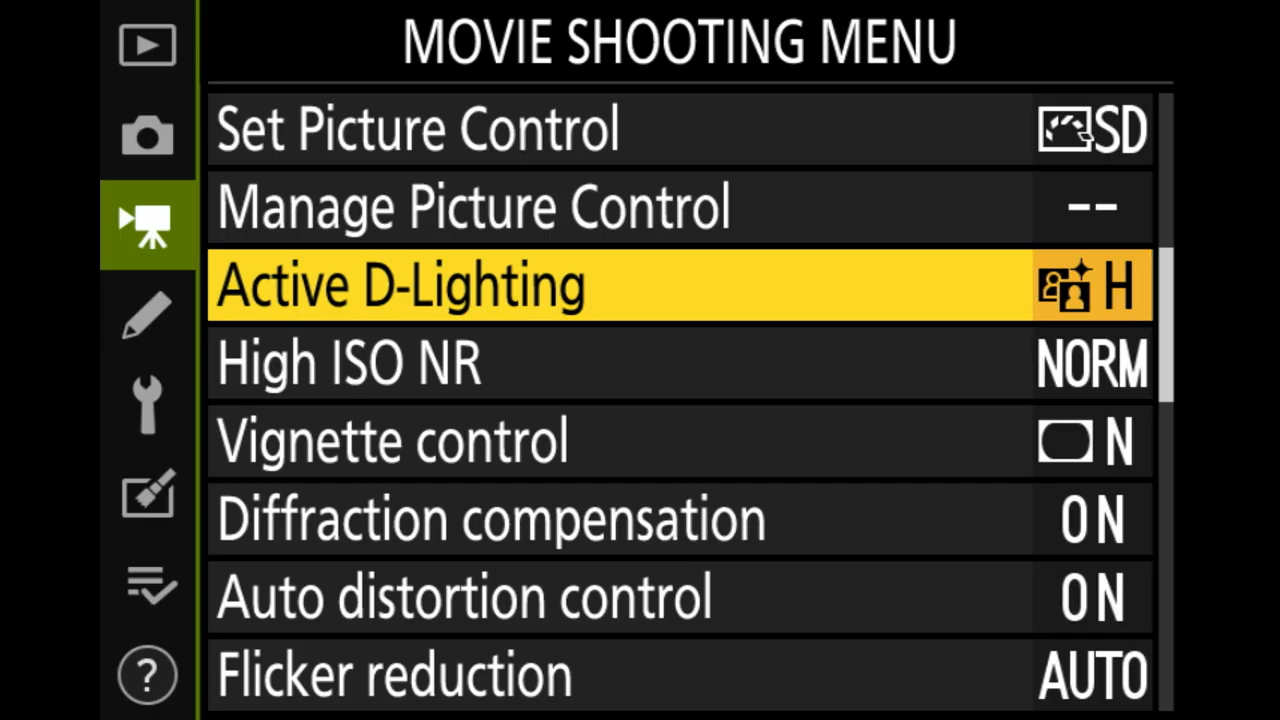 MOVIE SHOOTING MENU
Set Picture Control SD
Manage Picture Control --
Active D-Lighting H
High ISO NR NORM
Vignette control N
Diffraction compensation ON
Auto distortion control ON
Flicker reduction AUTO
?